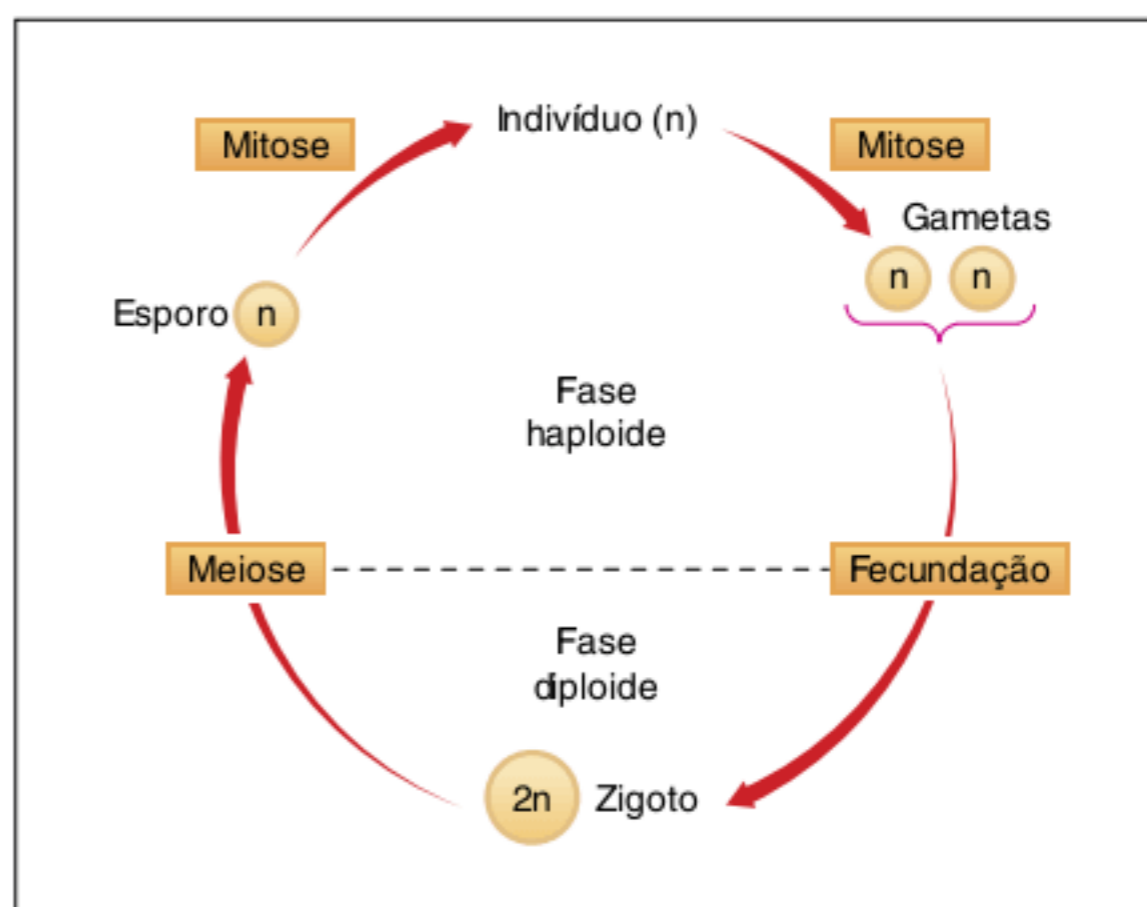 Indivíduo (n)
Mitose
Mitose
Gametas
n n
Esporo n
Fase
haploide
Meiose
Fecundação
Fase
diploide
2n Zigoto